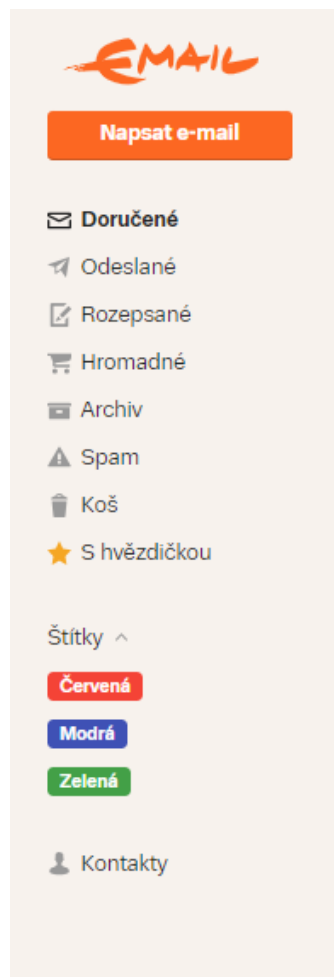 EMAIL
Napsat e-mail
Doručené
Odeslané
Rozepsané
Hromadné
Archiv
Spam
Koš
S hvězdičkou
Štítky
Červená
Modrá
Zelená
Kontakty